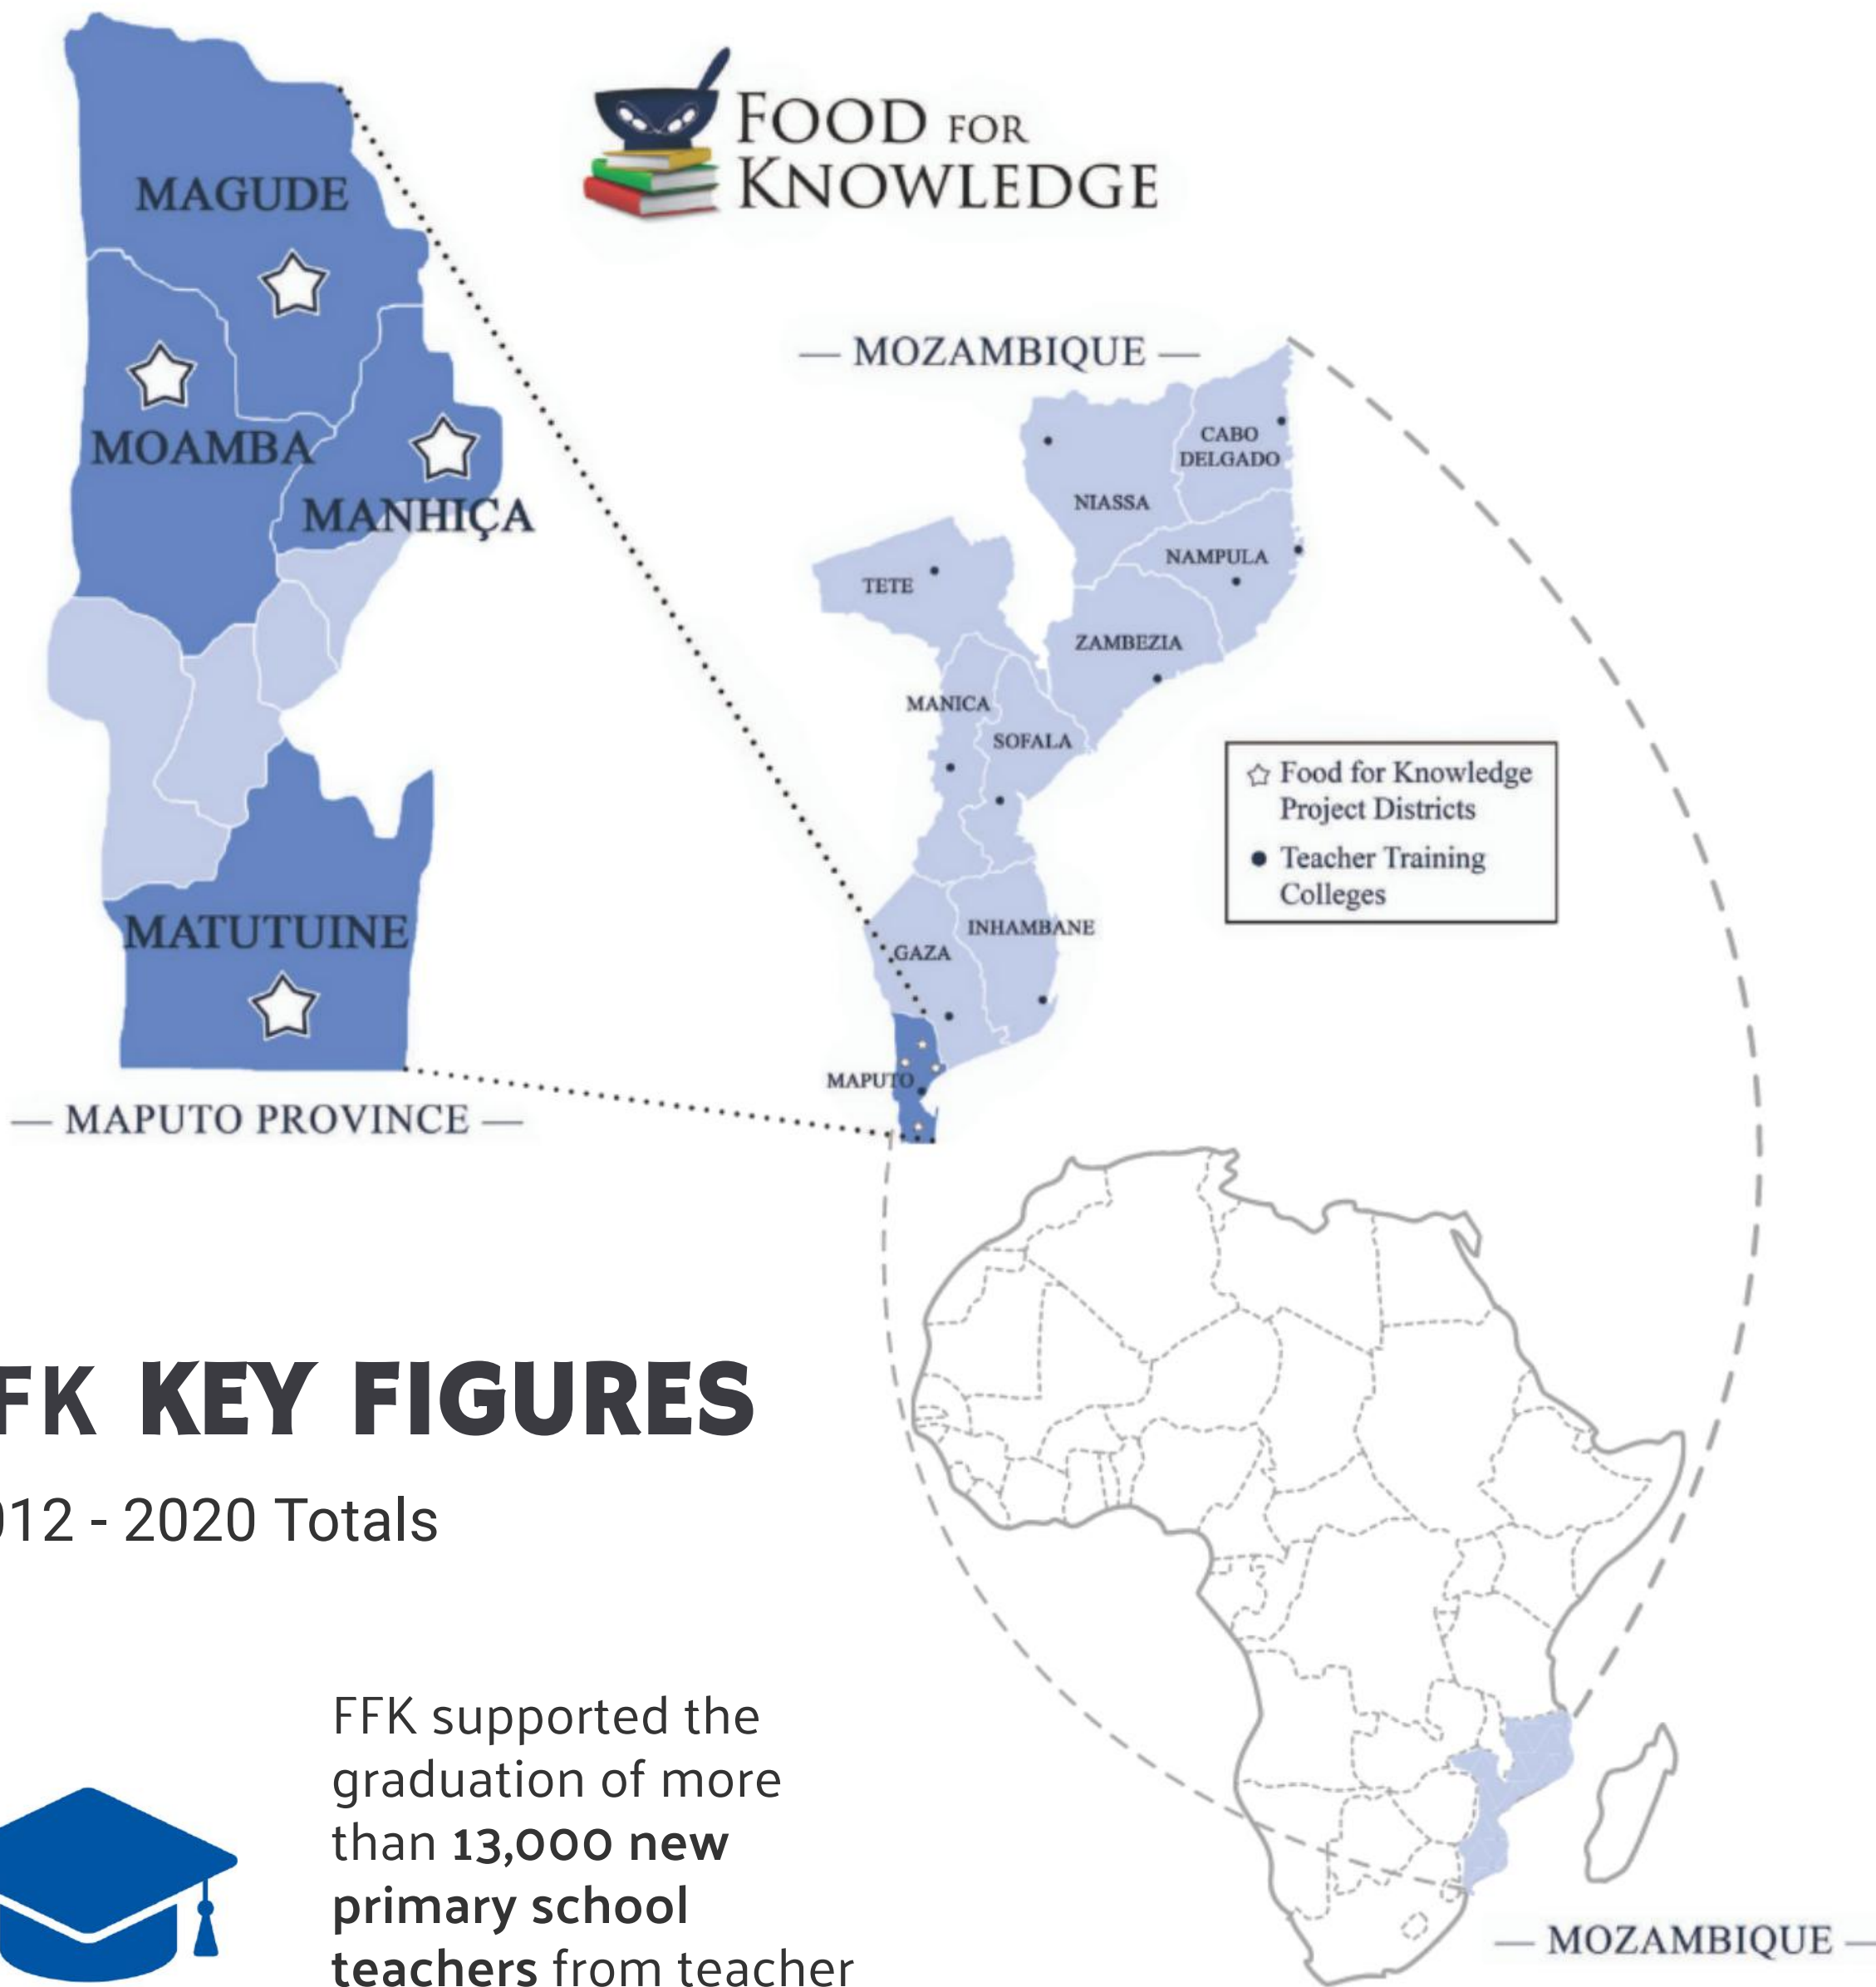 FOOD FOR
KNOWLEDGE
MAGUDE
MOAMBA
MANHIÇA
MATUTUINE
— MAPUTO PROVINCE —
— MOZAMBIQUE —
CABO
DELGADO
NIASSA
NAMPULA
TETE
ZAMBEZIA
MANICA
SOFALA
INHAMBANE
GAZA
MAPUTO
Food for Knowledge
Project Districts
Teacher Training
Colleges
FK KEY FIGURES
012 - 2020 Totals
FFK supported the
graduation of more
than 13,000 new
primary school
teachers from teacher
— MOZAMBIQUE —